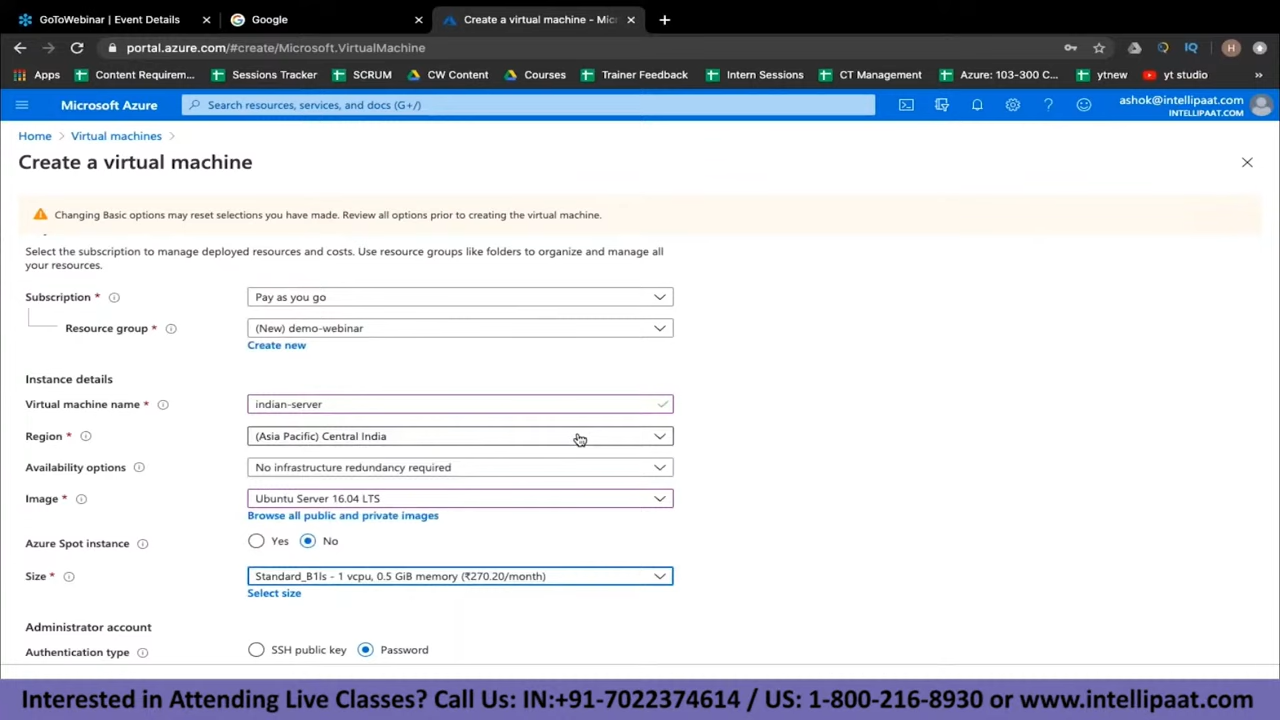 GoToWebinar | Event Details
Google
Create a virtual machine - Micr
portal.azure.com/#create/Microsoft.VirtualMachine
IQ
H
Apps
Content Requirem...
Sessions Tracker
SCRUM
CW Content
Courses
Trainer Feedback
Intern Sessions
CT Management
Azure: 103-300 C...
ytnew
yt studio
»
Microsoft Azure
Search resources, services, and docs (G+/)
ashok@intellipaat.com
INTELLIPAAT.COM
Home > Virtual machines >
Create a virtual machine
Changing Basic options may reset selections you have made. Review all options prior to creating the virtual machine.
Select the subscription to manage deployed resources and costs. Use resource groups like folders to organize and manage all
your resources.
Subscription *
Pay as you go
Resource group *
(New) demo-webinar
Create new
Instance details
Virtual machine name *
indian-server
Region *
(Asia Pacific) Central India
Availability options
No infrastructure redundancy required
Image *
Ubuntu Server 16.04 LTS
Browse all public and private images
Azure Spot instance
Yes
No
Size *
Standard_B1ls - 1 vcpu, 0.5 GiB memory (₹270.20/month)
Select size
Administrator account
Authentication type
SSH public key
Password
Interested in Attending Live Classes? Call Us: IN:+91-7022374614 / US: 1-800-216-8930 or www.intellipaat.com